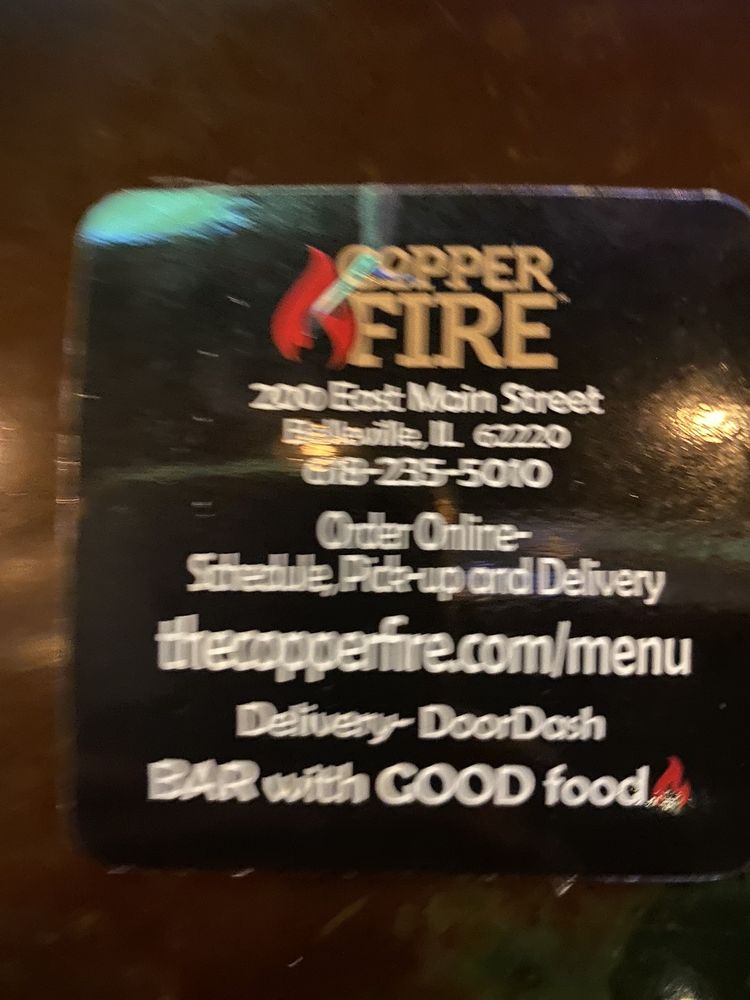 COPPER
FIRE
200 East Main Street
Belleville, IL 62220
618-235-5010
Order Online-
Schedule, Pick-up and Delivery
thecopperfire.com/menu
Delivery- DoorDash
BAR with GOOD food